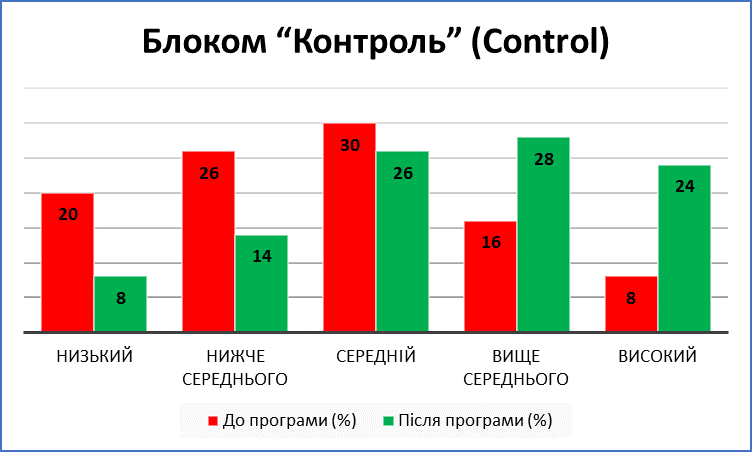 Блоком “Контроль” (Control)
20
8
26
14
30
26
16
28
8
24
НИЗЬКИЙ
НИЖЧЕ
СЕРЕДНЬОГО
СЕРЕДНІЙ
ВИЩЕ
СЕРЕДНЬОГО
ВИСОКИЙ
До програми (%)
Після програми (%)